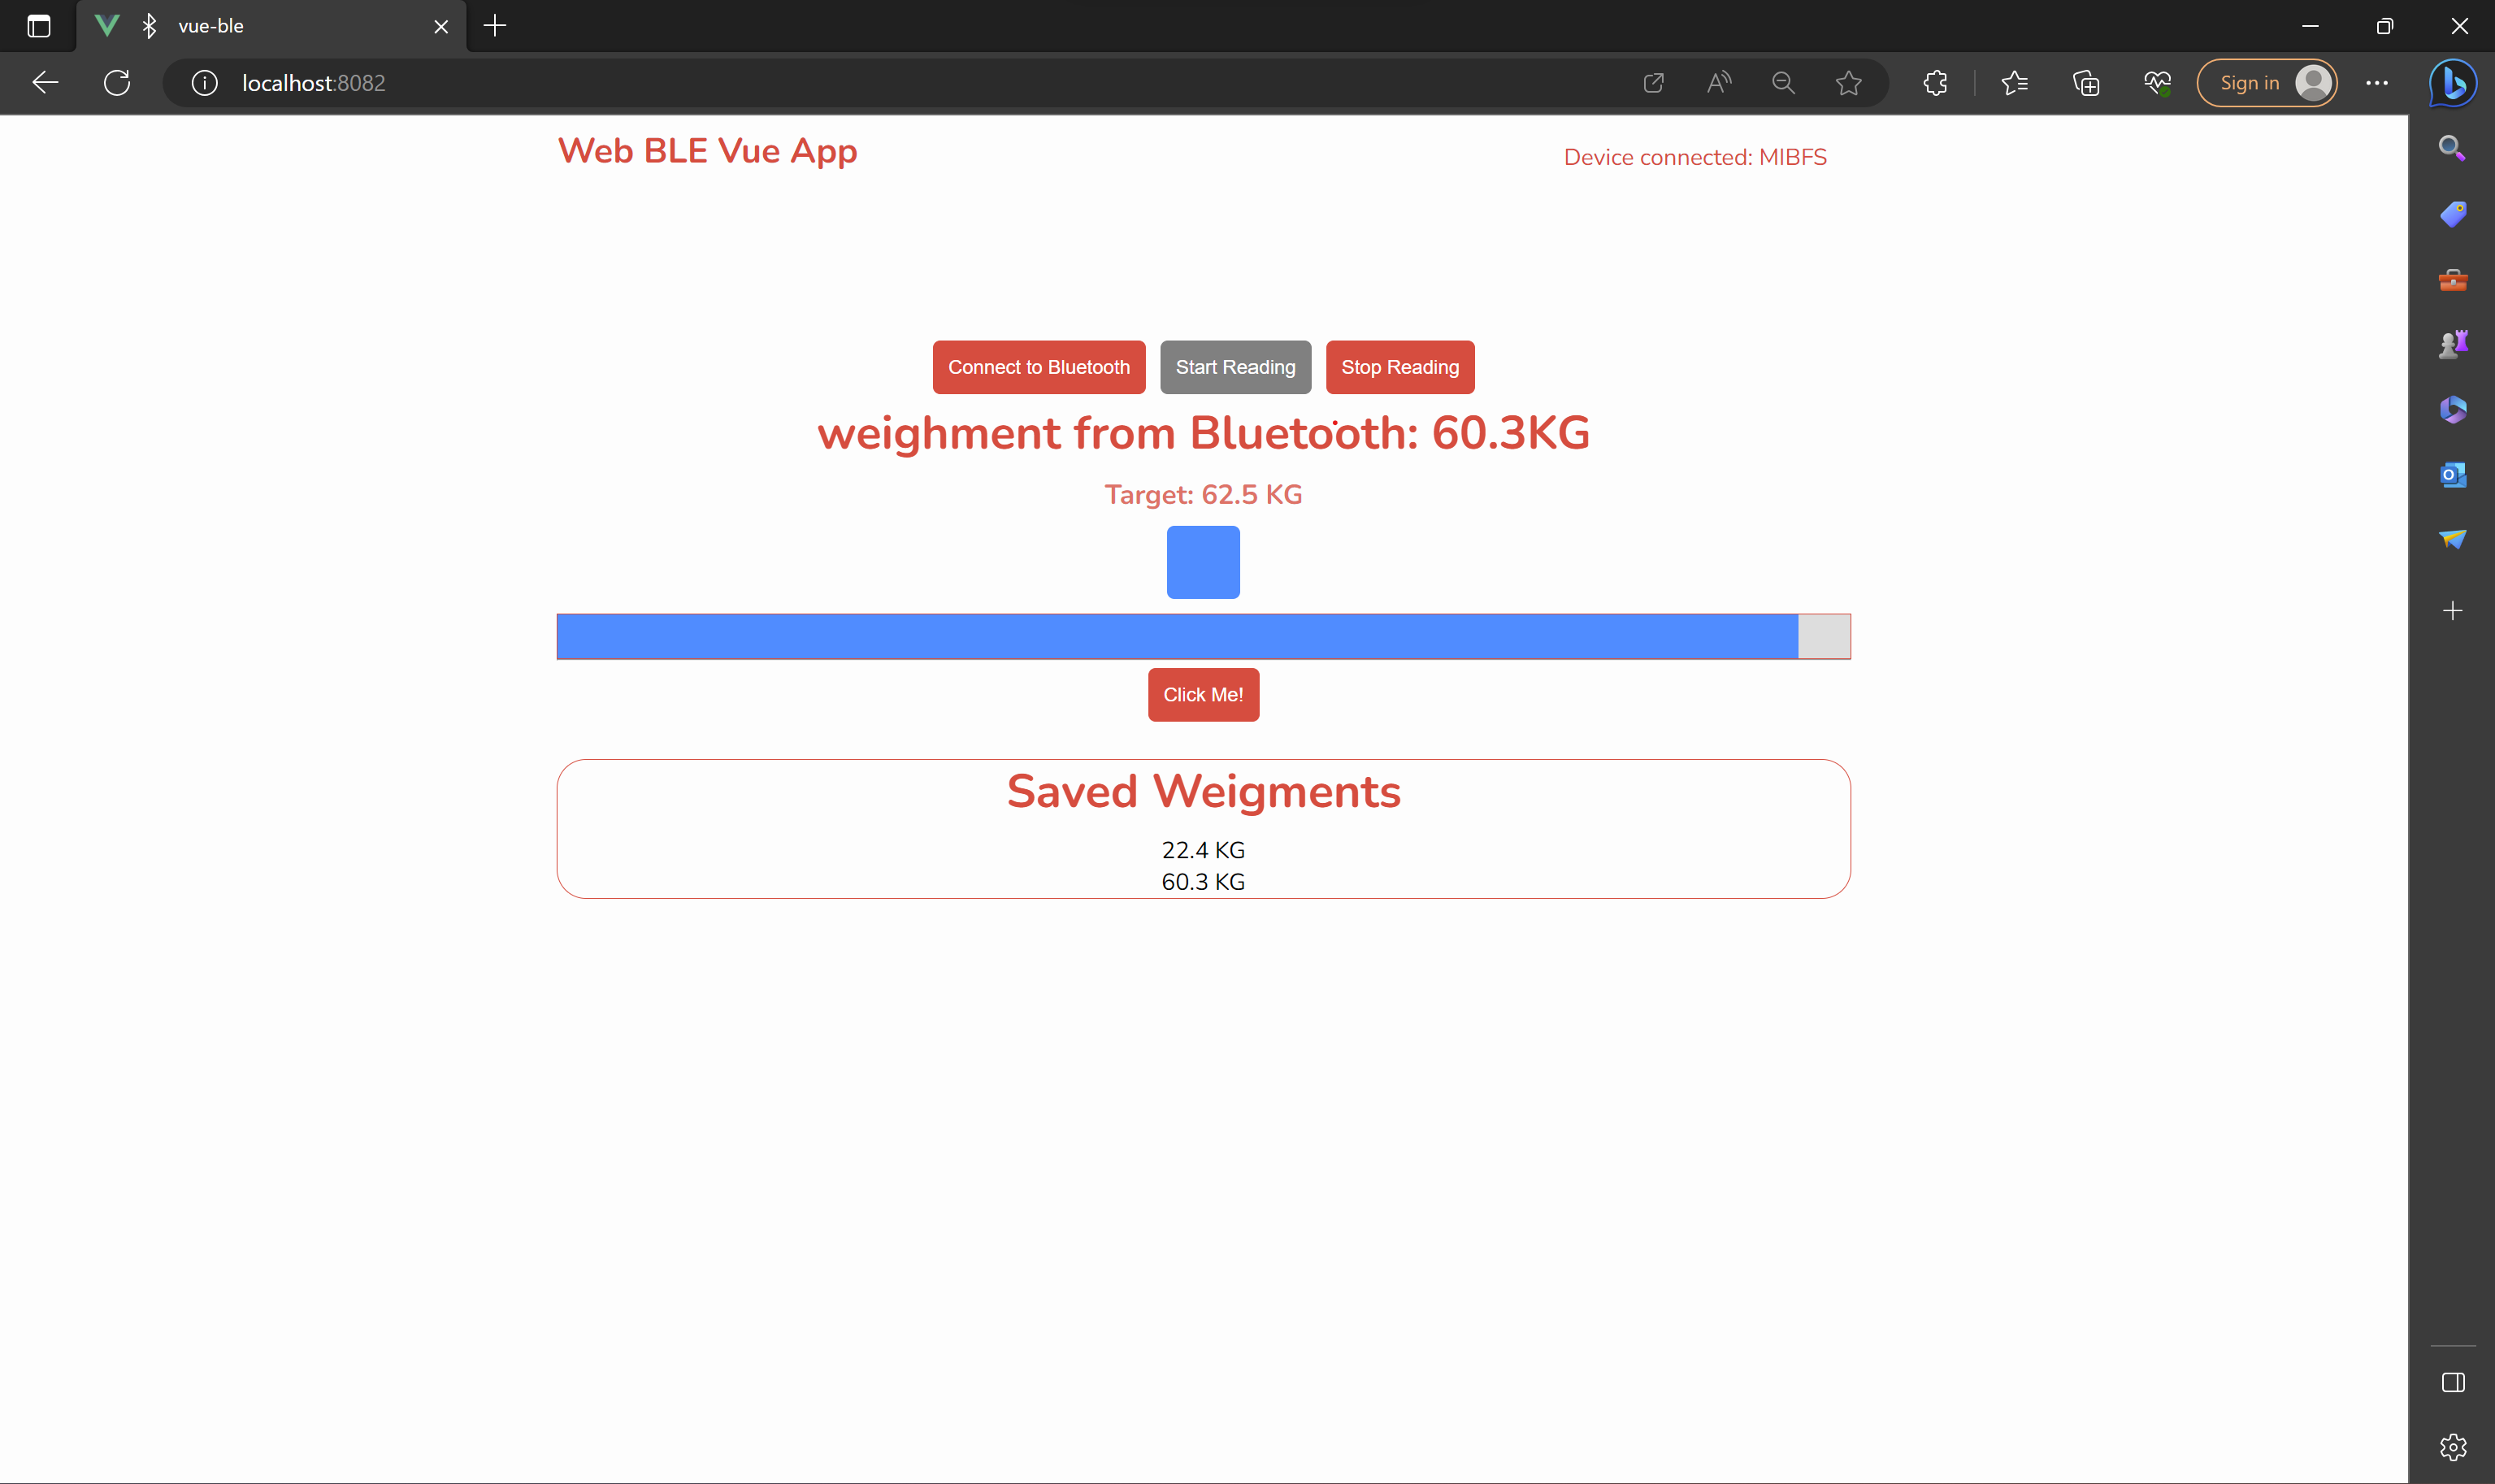 vue-ble
localhost:8082
Sign in
Web BLE Vue App
Device connected: MIBFS
Connect to Bluetooth
Start Reading
Stop Reading
weighment from Bluetooth: 60.3KG
Target: 62.5 KG
Click Me!
Saved Weigments
22.4 KG
60.3 KG